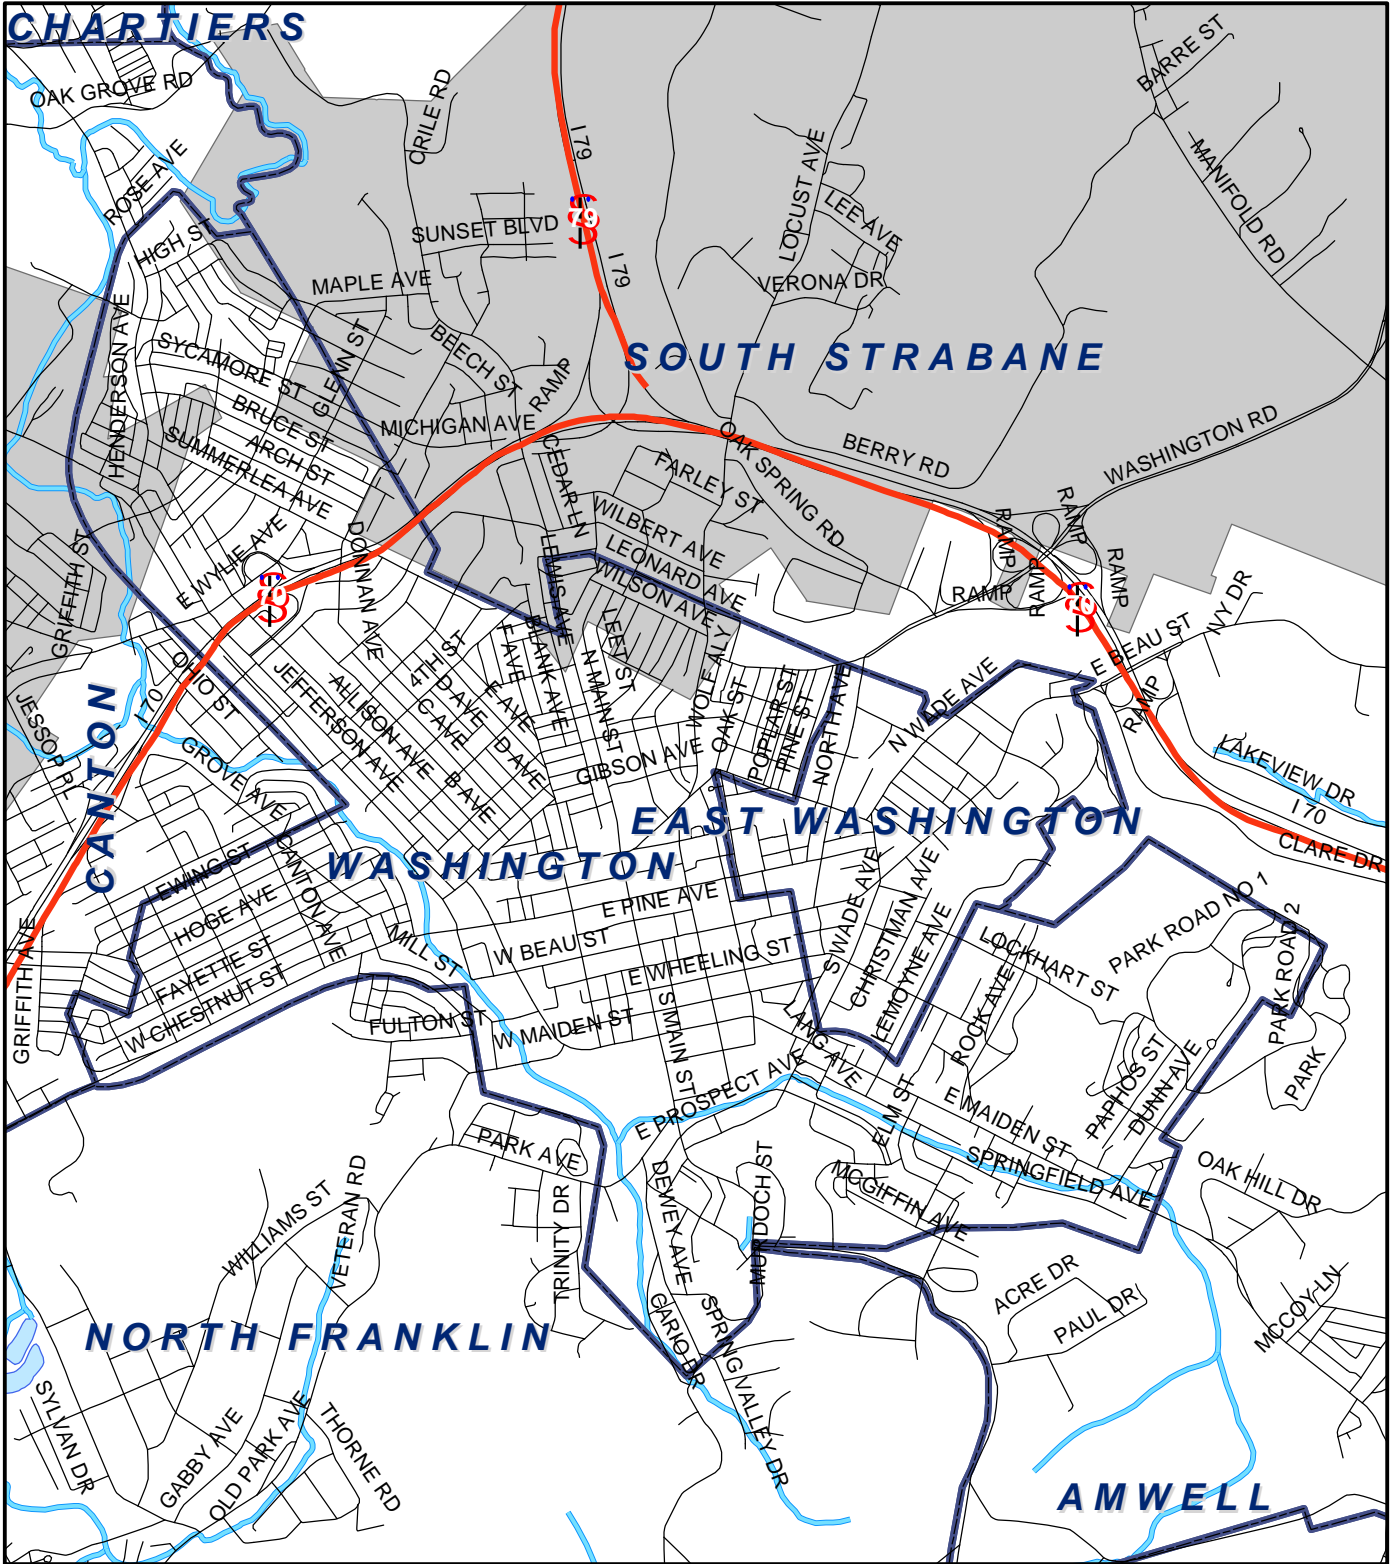 CHARTIERS
OAK GROVE RD
CRILE RD
BARRE ST
I 79
LOCUST AVE
MANIFOLD RD
ROSE AVE
LEE AVE
HIGH ST
SUNSET BLVD
79
I 79
MAPLE AVE
VERONA DR
HENDERSON AVE
SYCAMORE ST
GLENN ST
BEECH ST
RAMP
SOUTH STRABANE
BRUCE ST
MICHIGAN AVE
ARCH ST
SUMMERLEA AVE
CEDAR LN
OAK SPRING RD
BERRY RD
WASHINGTON RD
FARLEY ST
WILBERT AVE
RAMP
RAMP
RAMP
RAMP
RAMP
GRIFFITH ST
E WYLIE AVE
DONNAN AVE
LEWIS AVE
LEONARD AVE
WILSON AVE
70
70
IVY DR
E BEAU ST
LEET ST
BLANK AVE
F AVE
4TH ST
WOLF ALY
OHIO ST
JEFFERSON AVE
ALLISON AVE
D AVE
E AVE
C AVE
N MAIN ST
OAK ST
POPLAR ST
PINE ST
NORTH AVE
N WADE AVE
RAMP
JESSOP PL
CANTON
I 70
GROVE AVE
B AVE
D AVE
GIBSON AVE
LAKEVIEW DR
I 70
EAST WASHINGTON
CLARE DR
WASHINGTON
EWING ST
CANTON AVE
HOGE AVE
E PINE AVE
S WADE AVE
CHRISTMAN AVE
LEMOYNE AVE
PARK ROAD NO 1
PARK ROAD 2
GRIFFITH AVE
FAYETTE ST
MILL ST
W BEAU ST
E WHEELING ST
LOCKHART ST
W CHESTNUT ST
FULTON ST
W MAIDEN ST
S MAIN ST
LANG AVE
ROCK AVE
PARK
E PROSPECT AVE
ELM ST
E MAIDEN ST
PAPHOS ST
DUNN AVE
PARK AVE
SPRINGFIELD AVE
OAK HILL DR
WILLIAMS ST
VETERAN RD
TRINITY DR
DEWEY AVE
MURDOCH ST
MCGIFFIN AVE
ACRE DR
PAUL DR
MCCOY LN
CARIO DR
SPRING VALLEY DR
NORTH FRANKLIN
SYLVAN DR
GABBY AVE
OLD PARK AVE
THORNE RD
AMWELL